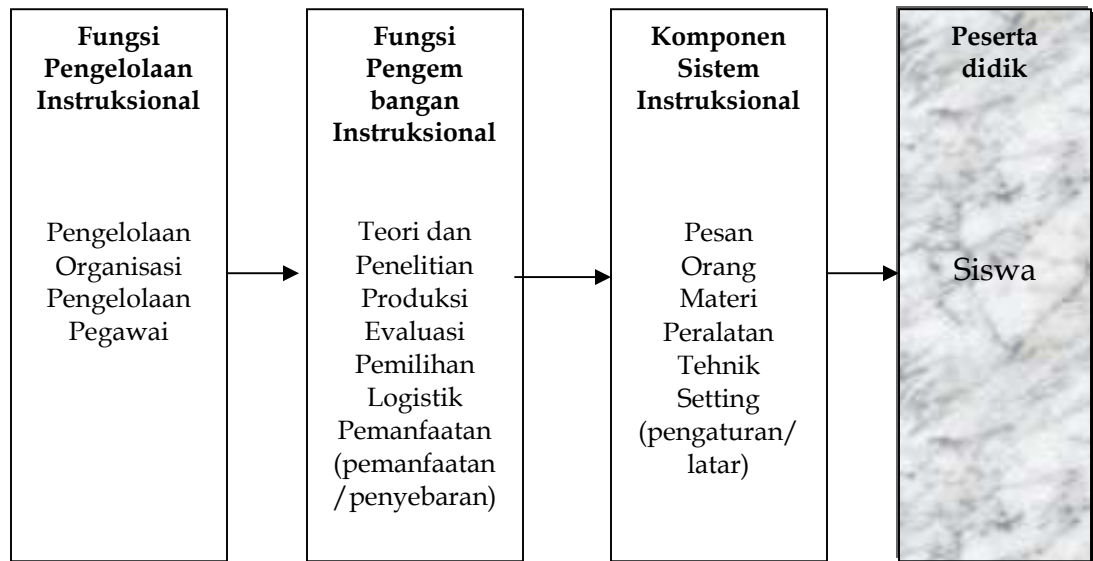 Fungsi
Pengelolaan
Instruksional
Pengelolaan
Organisasi
Pengelolaan
Pegawai
Fungsi
Pengem
bangan
Instruksional
Teori dan
Penelitian
Produksi
Evaluasi
Pemilihan
Logistik
Pemanfaatan
(pemanfaatan
/penyebaran)
Komponen
Sistem
Instruksional
Pesan
Orang
Materi
Peralatan
Tehnik
Setting
(pengaturan/
latar)
Peserta
didik
Siswa